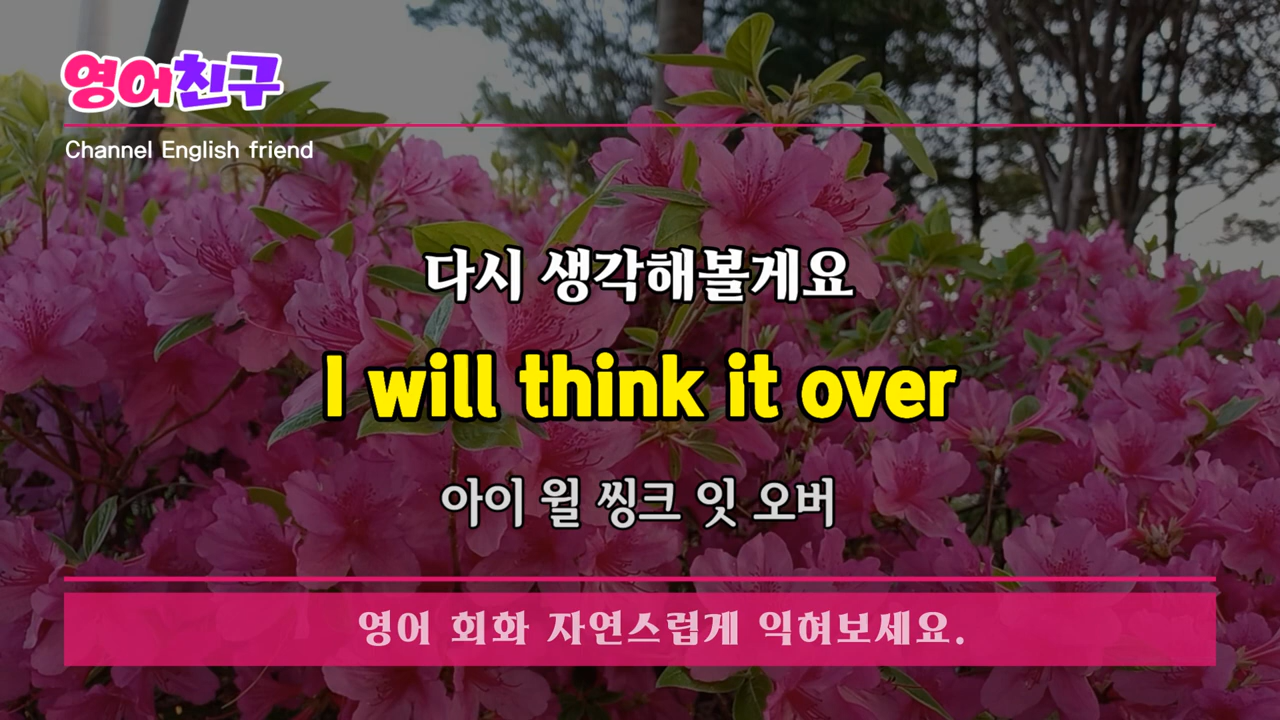 영어친구
Channel English friend
다시 생각해볼게요
I will think it over
아이 윌 씽크 잇 오버
영어 회화 자연스럽게 익혀보세요.